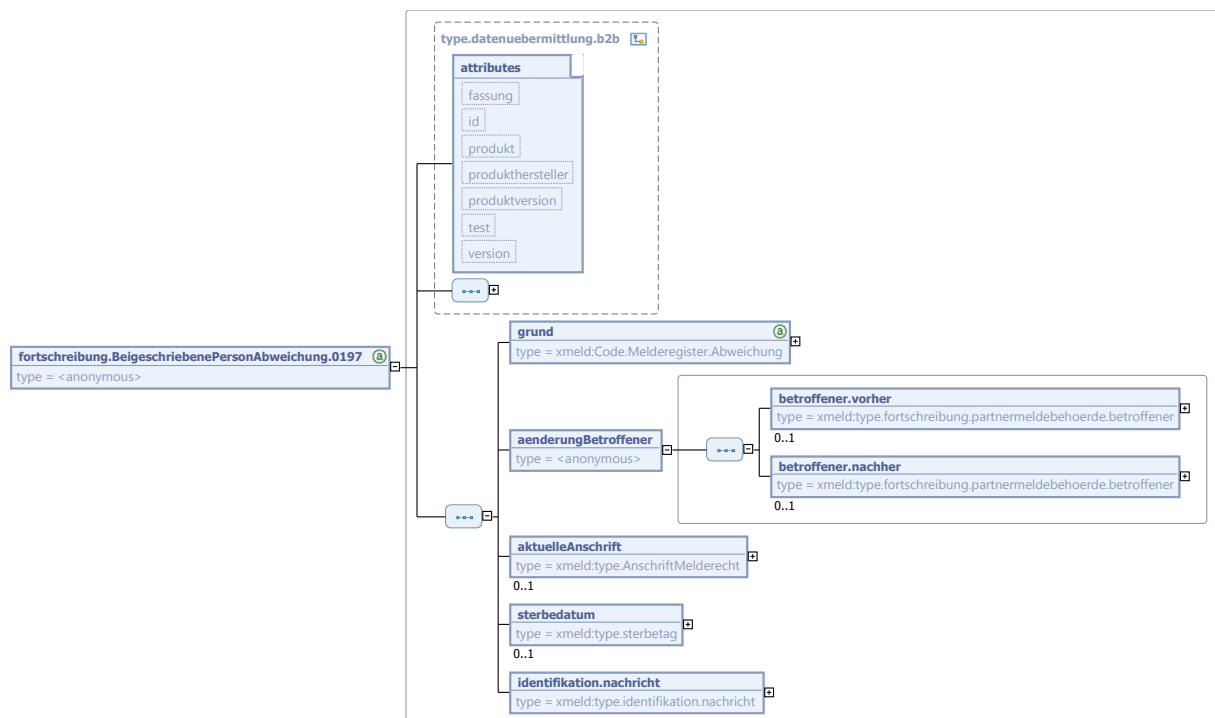 type.datenuebermittlung.b2b
attributes
fassung
id
produkt
produkthersteller
produktversion
test
version
fortschreibung.BeigeschriebenePersonAbweichung.0197 a
type = <anonymous>
grund a
type = xmeld:Code.Melderegister.Abweichung
aenderungBetroffener
type = <anonymous>
betroffener.vorher
type = xmeld:type.fortschreibung.partnermeldebehoerde.betroffener
0..1
betroffener.nachher
type = xmeld:type.fortschreibung.partnermeldebehoerde.betroffener
0..1
aktuelleAnschrift
type = xmeld:type.AnschriftMelderecht
0..1
sterbedatum
type = xmeld:type.sterbetag
0..1
identifikation.nachricht
type = xmeld:type.identifikation.nachricht